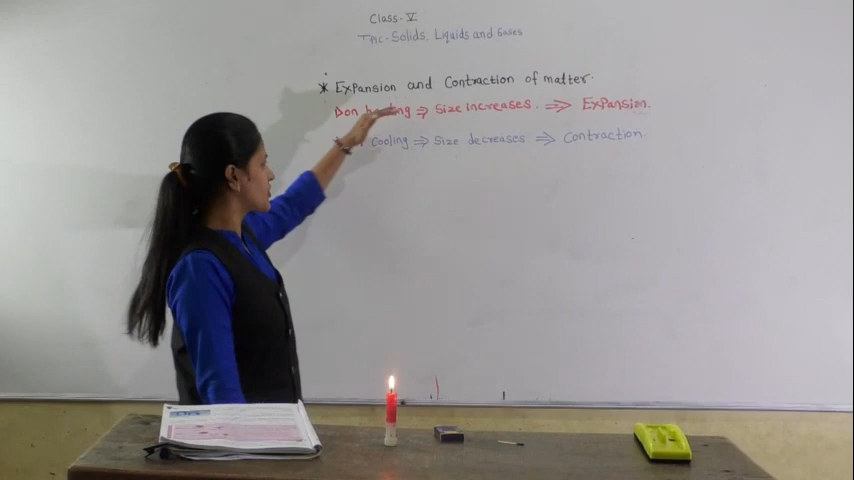 Class-V
Topic-Solids, Liquids and Gases
* Expansion and Contraction of matter.
on heating ⇒ Size increases. ⇒ Expansion.
Cooling ⇒ Size decreases ⇒ Contraction.